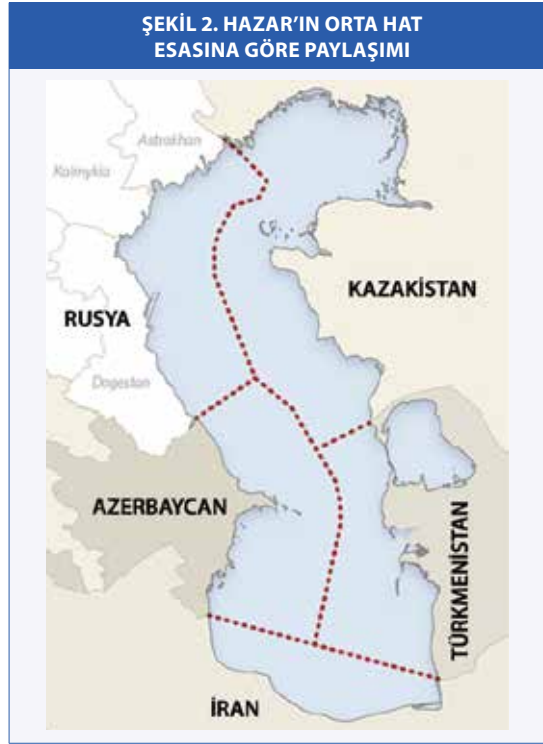 ŞEKİL 2. HAZAR’IN ORTA HAT
ESASINA GÖRE PAYLAŞIMI
Astrakhan
Kalmykia
KAZAKİSTAN
RUSYA
Dagestan
AZERBAYCAN
TÜRKMENİSTAN
İRAN